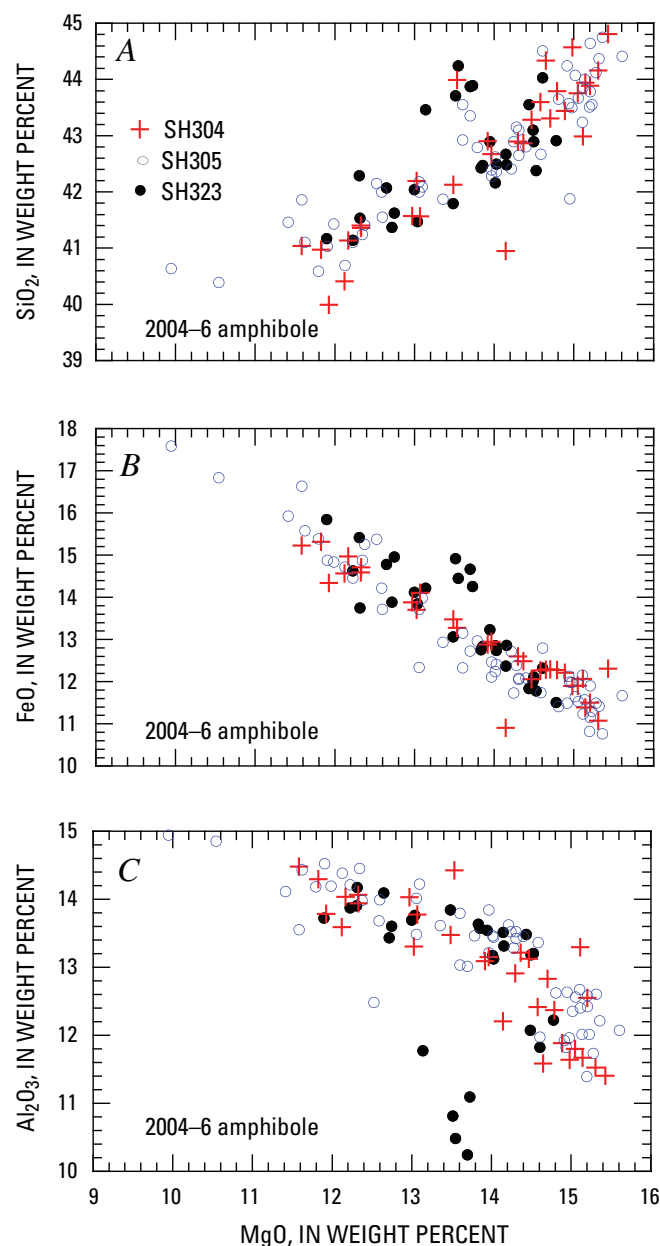 A
45
44
43
42
41
40
39
SiO₂, IN WEIGHT PERCENT
SH304
SH305
SH323
2004–6 amphibole
B
18
17
16
15
14
13
12
11
10
FeO, IN WEIGHT PERCENT
2004–6 amphibole
C
15
14
13
12
11
10
Al₂O₃, IN WEIGHT PERCENT
2004–6 amphibole
9 10 11 12 13 14 15 16
MgO, IN WEIGHT PERCENT